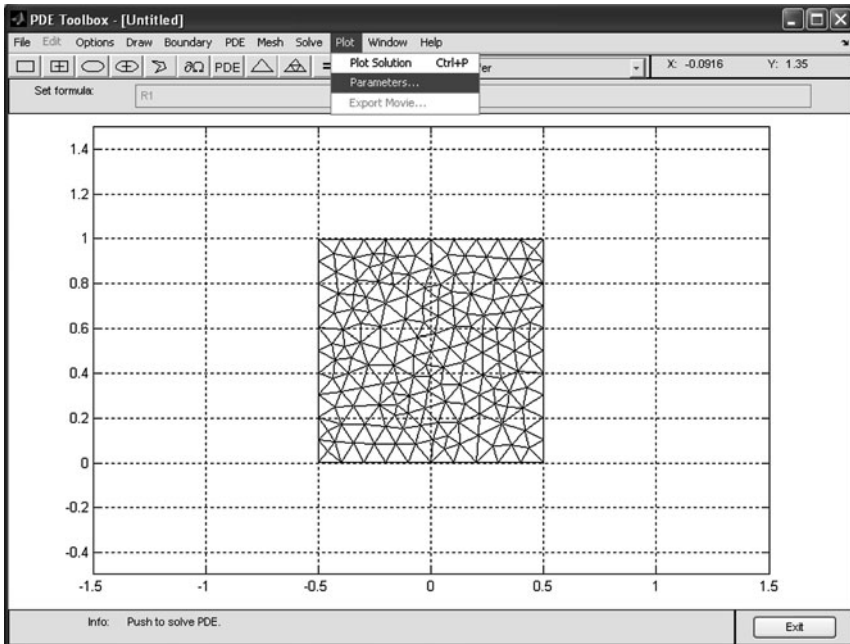 PDE Toolbox - [Untitled]
File Edit Options Draw Boundary PDE Mesh Solve Plot Window Help
∂Ω PDE = fer X: -0.0916 Y: 1.35
Plot Solution Ctrl+P
Parameters...
Export Movie...
Set formula: R1
1.4
1.2
1
0.8
0.6
0.4
0.2
0
-0.2
-0.4
-1.5 -1 -0.5 0 0.5 1 1.5
Info: Push to solve PDE.
Exit